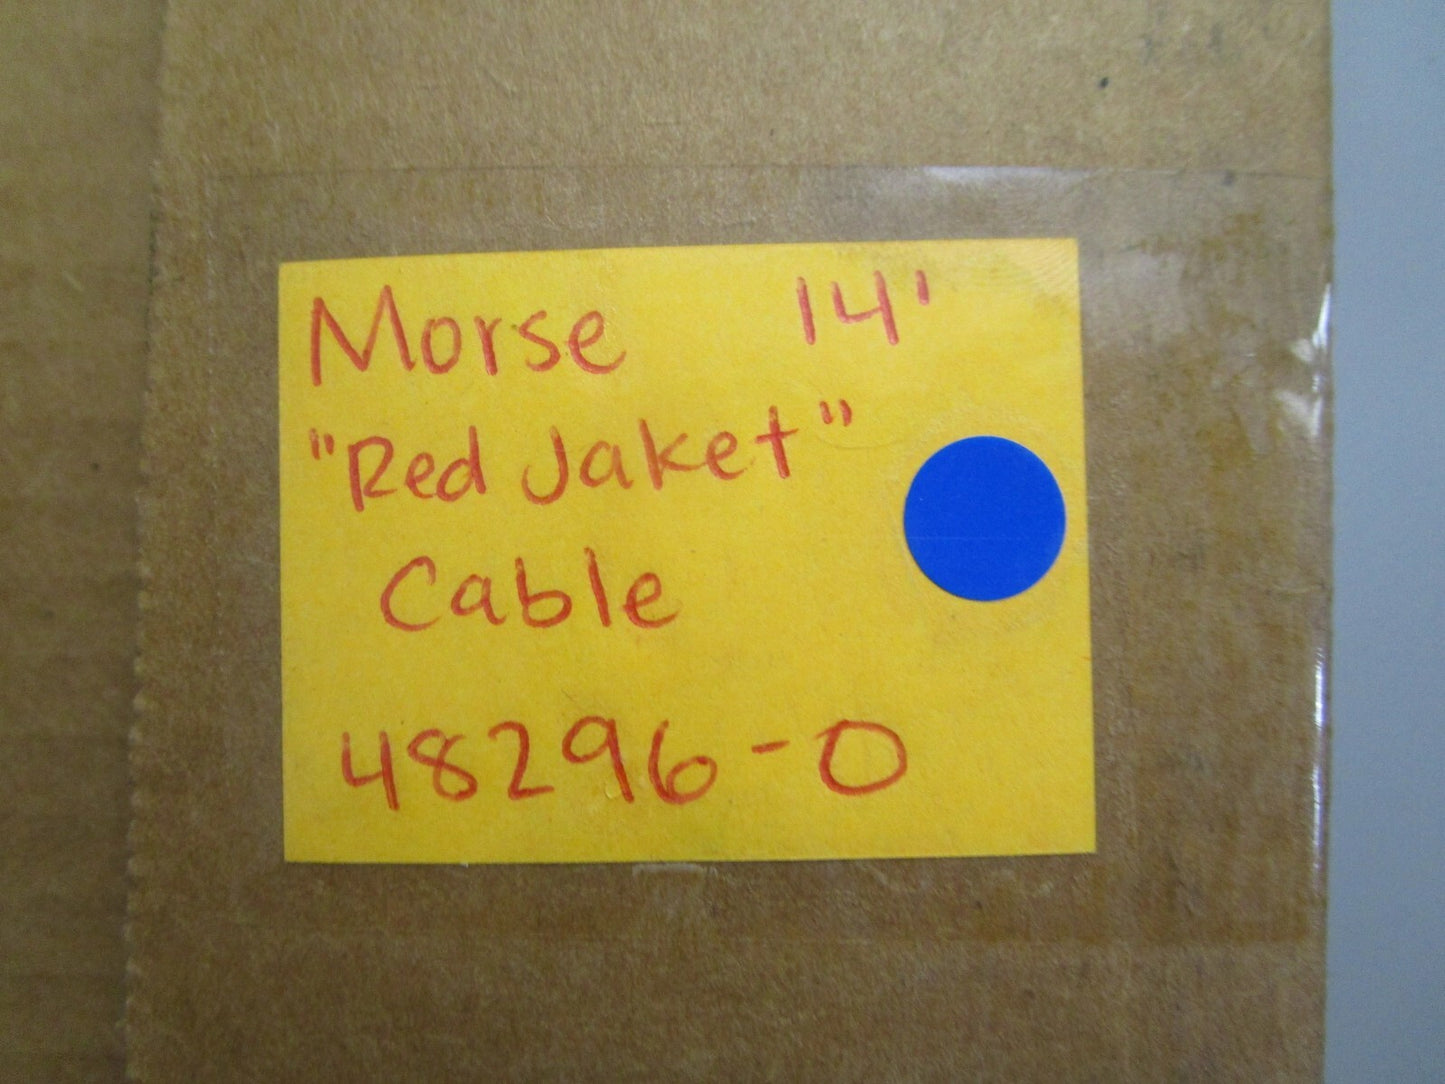 Morse 14'
"Red Jaket"
Cable
48296-0